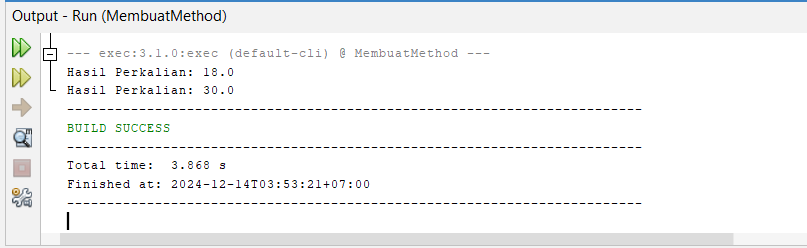 Output - Run (MembuatMethod)
--- exec:3.1.0:exec (default-cli) @ MembuatMethod ---
Hasil Perkalian: 18.0
Hasil Perkalian: 30.0
------------------------------------------------------------------------
BUILD SUCCESS
------------------------------------------------------------------------
Total time:  3.868 s
Finished at: 2024-12-14T03:53:21+07:00
------------------------------------------------------------------------